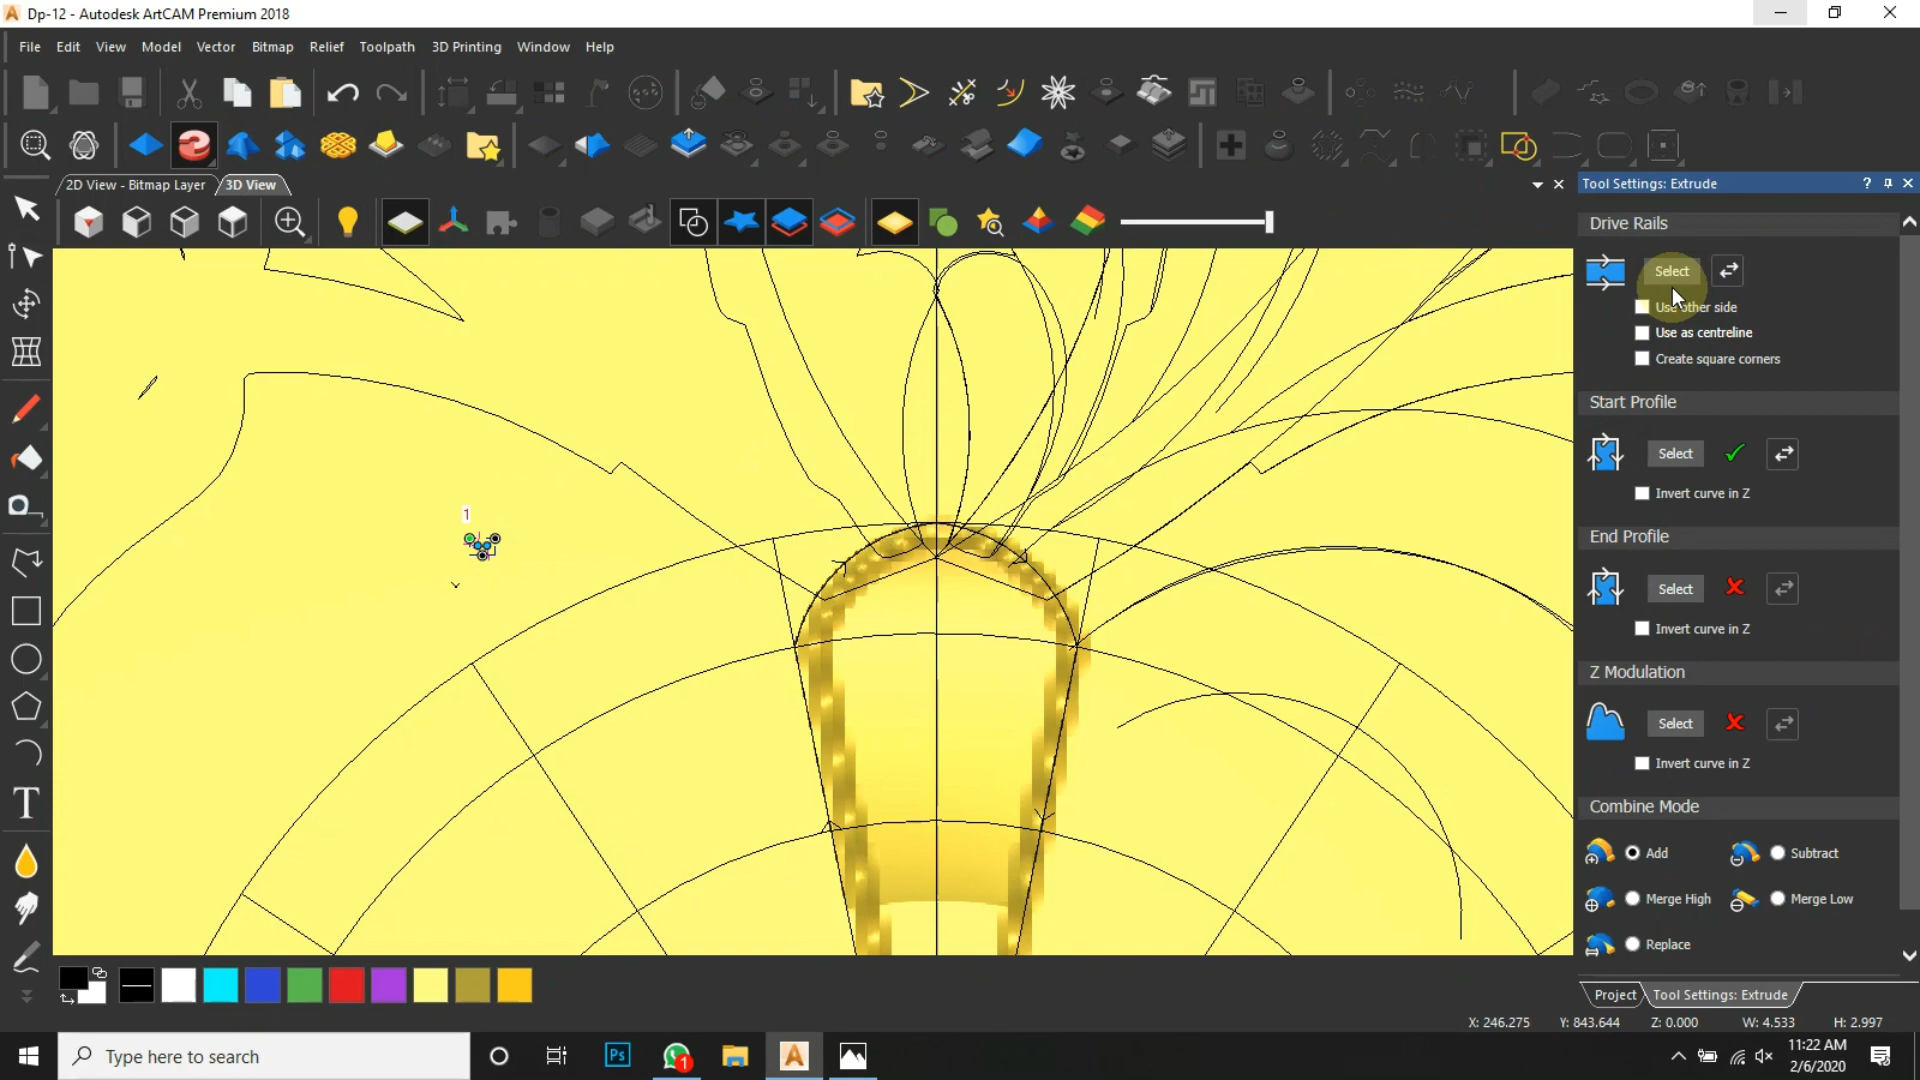 Dp-12 - Autodesk ArtCAM Premium 2018
File Edit View Model Vector Bitmap Relief Toolpath 3D Printing Window Help
2D View - Bitmap Layer 3D View
Tool Settings: Extrude
Drive Rails
Select
Use other side
Use as centreline
Create square corners
Start Profile
Select
Invert curve in Z
End Profile
Select
Invert curve in Z
Z Modulation
Select
Invert curve in Z
Combine Mode
Add Subtract
Merge High Merge Low
Replace
Project Tool Settings: Extrude
1
X: 246.275 Y: 843.644 Z: 0.000 W: 4.533 H: 2.997
Type here to search
Ps
1
11:22 AM
2/6/2020